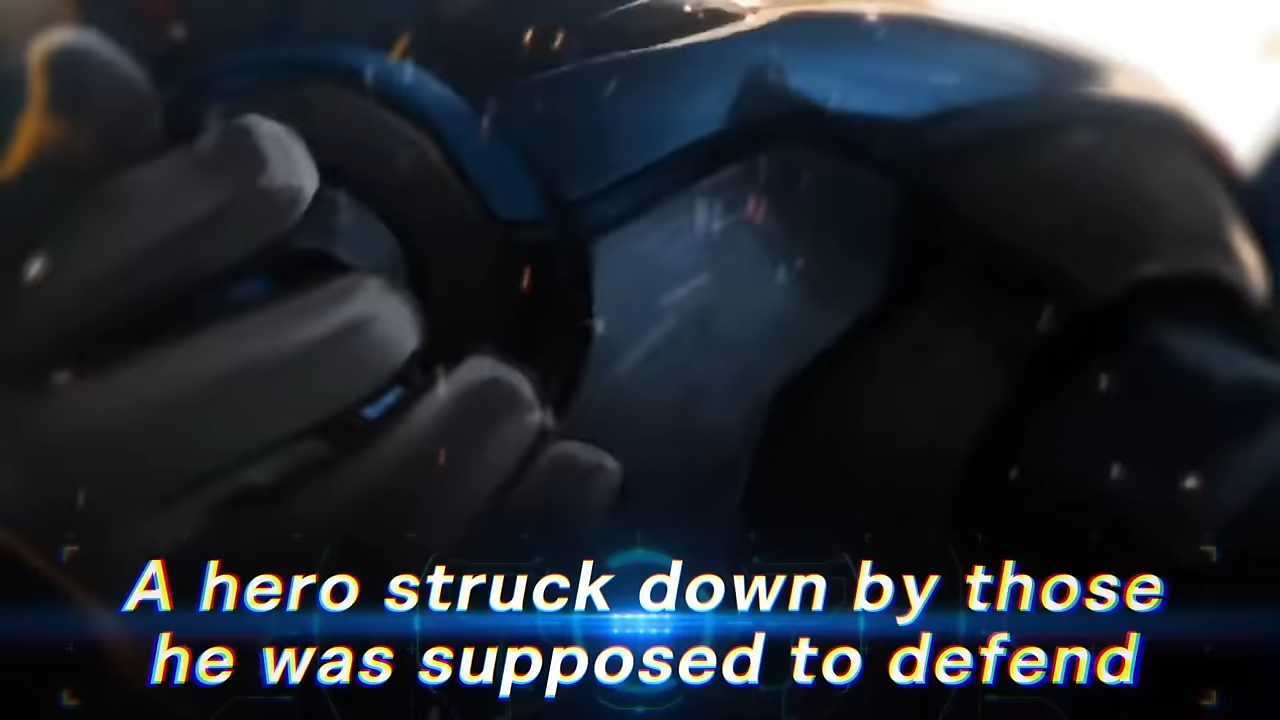 A hero struck down by those
he was supposed to defend